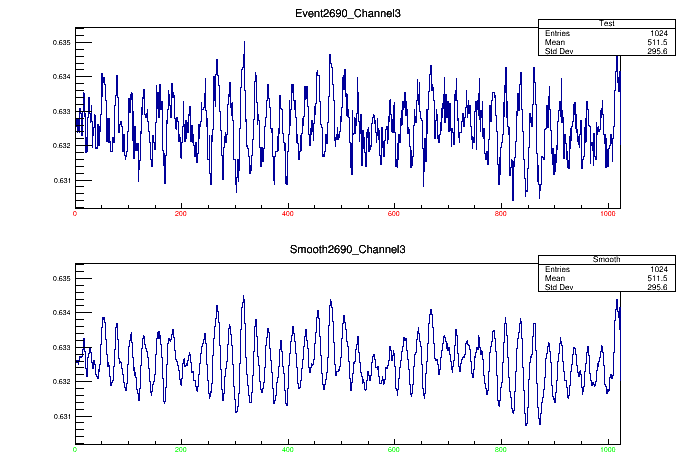 Event2690_Channel3
Test
Entries 1024
Mean 511.5
Std Dev 295.6
0.635
0.634
0.633
0.632
0.631
0 200 400 600 800 1000
Smooth2690_Channel3
Smooth
Entries 1024
Mean 511.5
Std Dev 295.6
0.635
0.634
0.633
0.632
0.631
0 200 400 600 800 1000